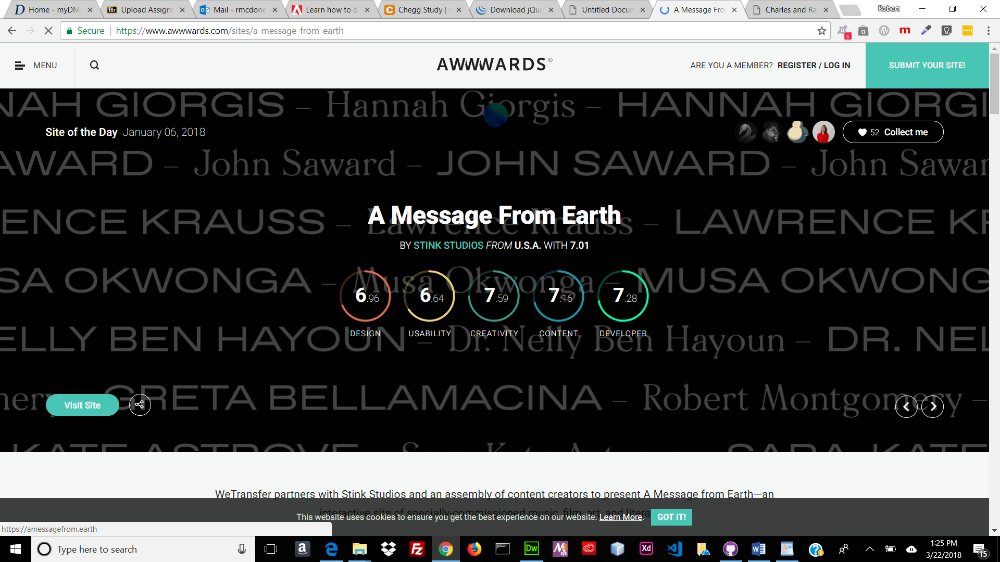 Home - myDMA
Upload Assignm
Mail - rmcdone
Learn how to d
Chegg Study |
Download jQue
Untitled Docum
A Message Fro
Charles and Ra
Robert
Secure https://www.awwwards.com/sites/a-message-from-earth
6
MENU
AWWWARDS®
ARE YOU A MEMBER? REGISTER / LOG IN
SUBMIT YOUR SITE!
NAH GIORGIS – Hannah Giorgis – HANNAH GIORGI
Site of the Day January 06, 2018
52 Collect me
AWARD – John Saward – JOHN SAWARD – John Sawar
A Message From Earth
ENCE KRAUSS – Lawrence Krauss – LAWRENCE KR
BY STINK STUDIOS FROM U.S.A. WITH 7.01
SA OKWONGA – Musa Okwonga – MUSA OKWONG
6.96 6.64 7.59 7.16 7.28
DESIGN USABILITY CREATIVITY CONTENT DEVELOPER
ELLY BEN HAYOUN – Dr. Nelly Ben Hayoun – DR. NEL
nery GRETA BELLAMACINA – Robert Montgomery –
Visit Site
KATE ASTROVE
SARA KATE
WeTransfer partners with Stink Studios and an assembly of content creators to present A Message from Earth—an
interactive site of specially-commissioned music, film, art, and litera
This website uses cookies to ensure you get the best experience on our website. Learn More. GOT IT!
https://amessagefrom.earth
Type here to search
1:25 PM
3/22/2018
15